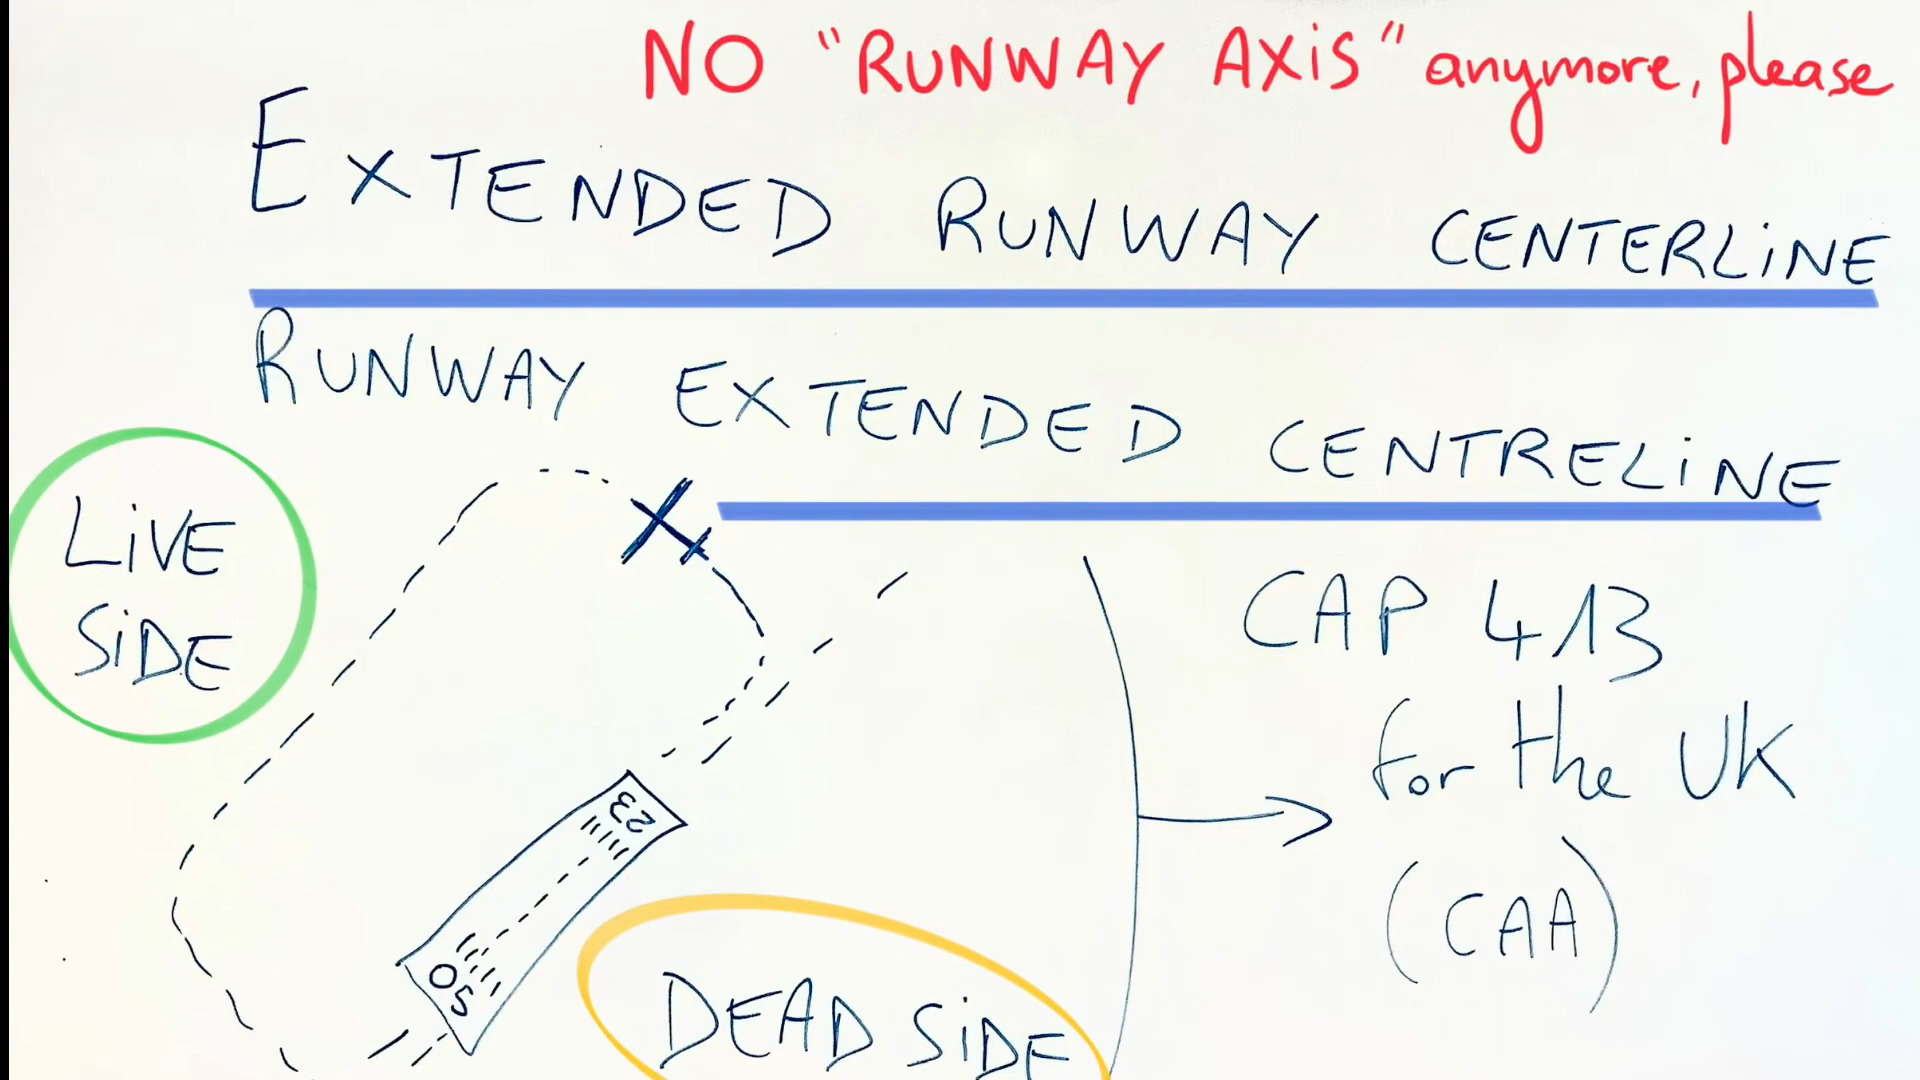 NO "RUNWAY AXiS" anymore, please
EXTENDED RUNWAY CENTERLiNE
RUNWAY EXTENDED CENTRELiNE
LiVE
SiDE
CAP 413
for the UK
(CAA)
23
05
DEAD SiDE